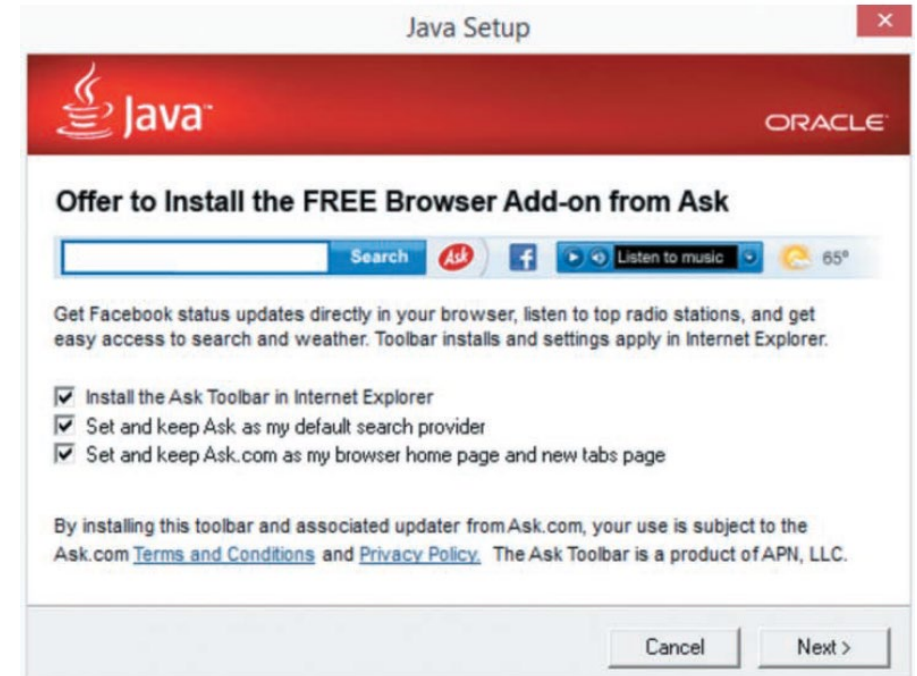 Java Setup
Java™
ORACLE
Offer to Install the FREE Browser Add-on from Ask
Search Ask f Listen to music 65°
Get Facebook status updates directly in your browser, listen to top radio stations, and get
easy access to search and weather. Toolbar installs and settings apply in Internet Explorer.
Install the Ask Toolbar in Internet Explorer
Set and keep Ask as my default search provider
Set and keep Ask.com as my browser home page and new tabs page
By installing this toolbar and associated updater from Ask.com, your use is subject to the
Ask.com Terms and Conditions and Privacy Policy. The Ask Toolbar is a product of APN, LLC.
Cancel Next >